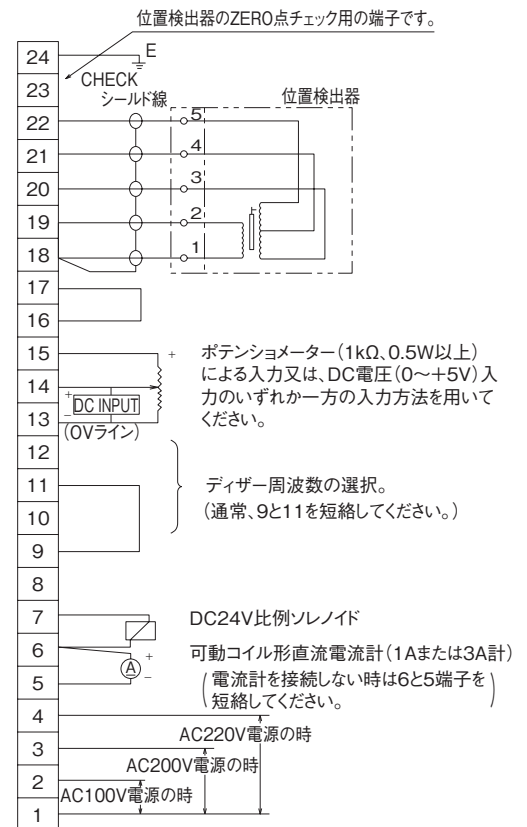 位置検出器のZERO点チェック用の端子です。
24
E
23
CHECK
シールド線
位置検出器
22
5
21
4
20
3
19
2
18
1
17
16
15
+
ポテンショメーター(1kΩ、0.5W以上)
による入力又は、DC電圧(0〜+5V)入
力のいずれか一方の入力方法を用いて
ください。
14
+
DC INPUT
−
13
(OVライン)
12
11
ディザー周波数の選択。
(通常、9と11を短絡してください。)
10
9
8
7
DC24V比例ソレノイド
6
可動コイル形直流電流計(1Aまたは3A計)
A
+
−
5
(電流計を接続しない時は6と5端子を
短絡してください。)
4
AC220V電源の時
3
AC200V電源の時
2
AC100V電源の時
1